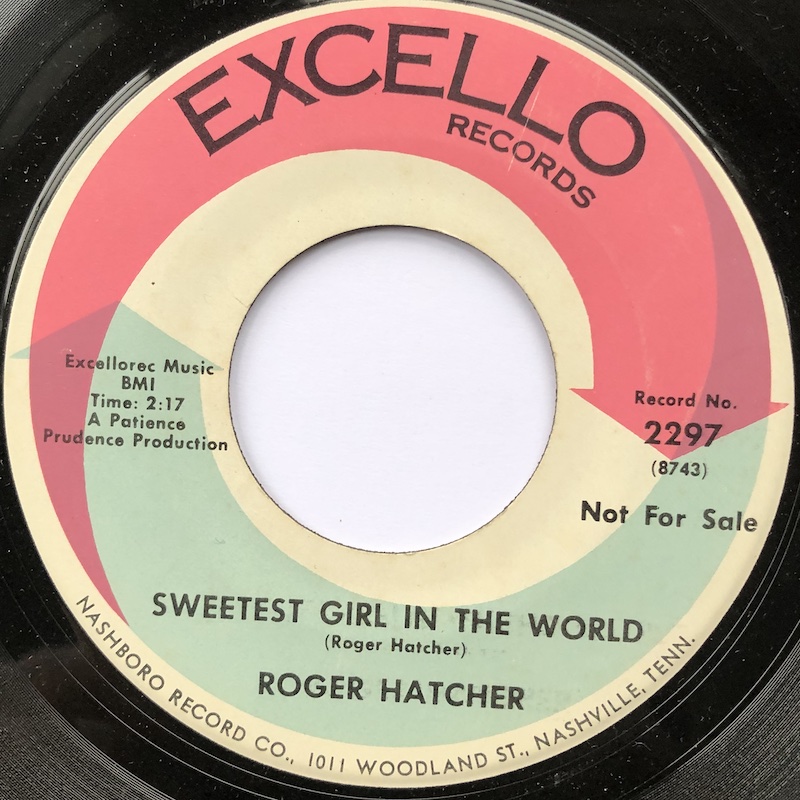 EXCELLO
RECORDS
Excellorec Music
BMI
Time: 2:17
A Patience
Prudence Production
Record No.
2297
(8743)
Not For Sale
SWEETEST GIRL IN THE WORLD
(Roger Hatcher)
ROGER HATCHER
NASHBORO RECORD CO., 1011 WOODLAND ST., NASHVILLE, TENN.